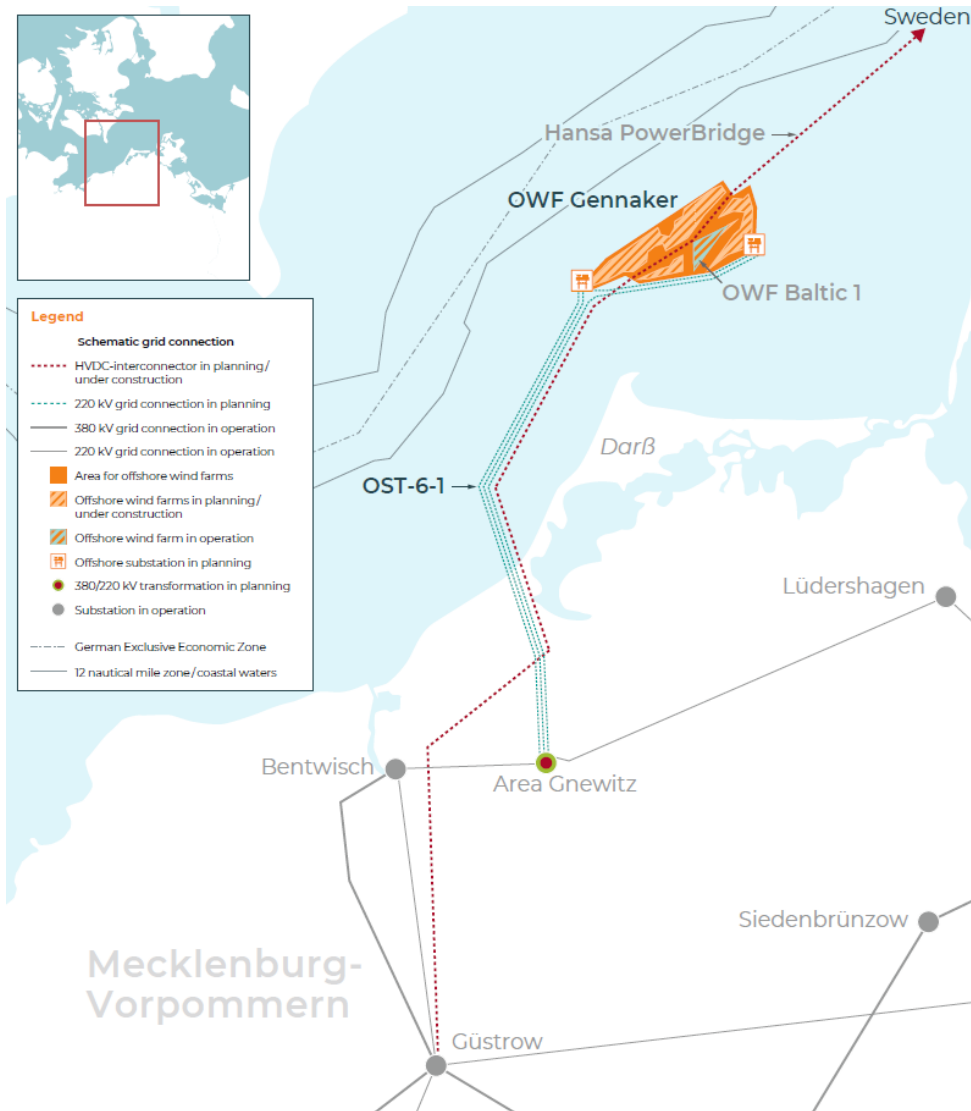 Sweden
Hansa PowerBridge
OWF Gennaker
OWF Baltic 1
Legend
Schematic grid connection
HVDC-interconnector in planning/
under construction
220 kV grid connection in planning
380 kV grid connection in operation
220 kV grid connection in operation
Area for offshore wind farms
Offshore wind farms in planning/
under construction
Offshore wind farm in operation
Offshore substation in planning
380/220 kV transformation in planning
Substation in operation
German Exclusive Economic Zone
12 nautical mile zone/coastal waters
Darß
OST-6-1
Lüdershagen
Bentwisch
Area Gnewitz
Siedenbrünzow
Mecklenburg-
Vorpommern
Güstrow